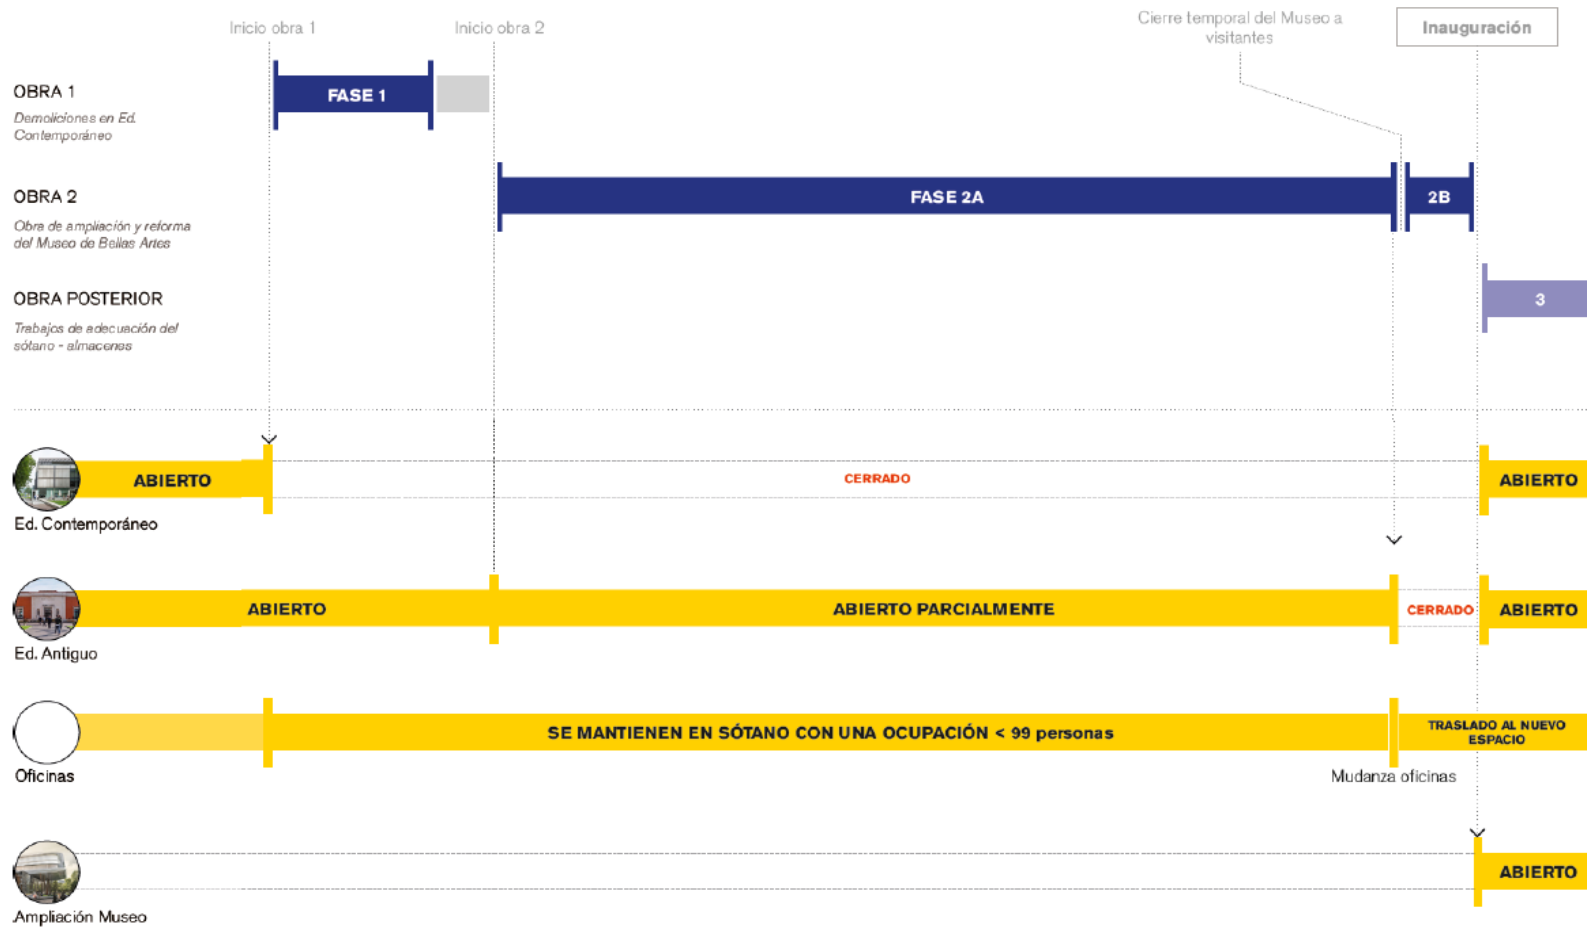 Inicio obra 1
Inicio obra 2
Cierre temporal del Museo a
visitantes
Inauguración
OBRA 1
Demoliciones en Ed.
Contemporáneo
FASE 1
OBRA 2
Obra de ampliación y reforma
del Museo de Bellas Artes
FASE 2A
2B
OBRA POSTERIOR
Trabajos de adecuación del
sótano - almacenes
3
ABIERTO
CERRADO
ABIERTO
Ed. Contemporáneo
ABIERTO
ABIERTO PARCIALMENTE
CERRADO
ABIERTO
Ed. Antiguo
SE MANTIENEN EN SÓTANO CON UNA OCUPACIÓN < 99 personas
TRASLADO AL NUEVO
ESPACIO
Oficinas
Mudanza oficinas
ABIERTO
Ampliación Museo